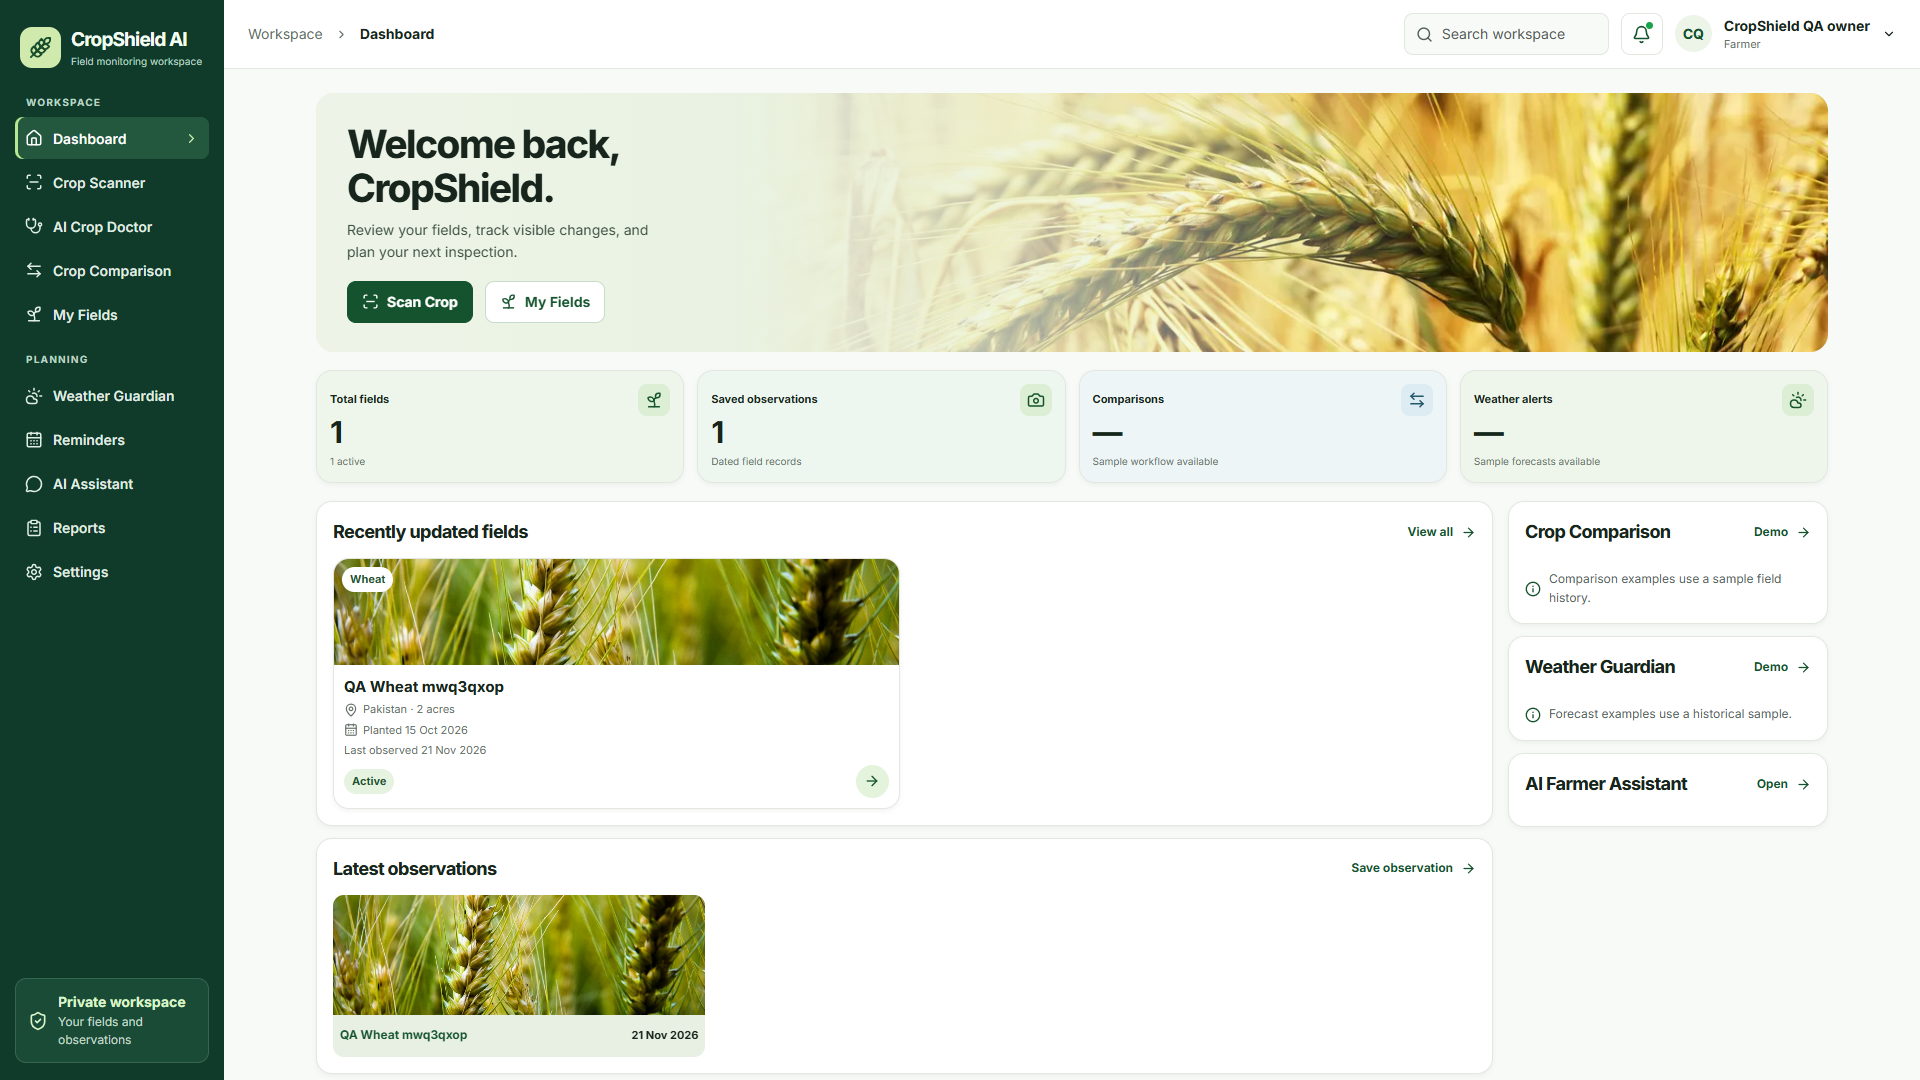 CropShield AI
Field monitoring workspace
WORKSPACE
Dashboard
Crop Scanner
AI Crop Doctor
Crop Comparison
My Fields
PLANNING
Weather Guardian
Reminders
AI Assistant
Reports
Settings
Private workspace
Your fields and
observations
Workspace
Dashboard
Search workspace
CQ
CropShield QA owner
Farmer
Welcome back,
CropShield.
Review your fields, track visible changes, and
plan your next inspection.
Scan Crop
My Fields
Total fields
1
1 active
Saved observations
1
Dated field records
Comparisons
—
Sample workflow available
Weather alerts
—
Sample forecasts available
Recently updated fields
View all
Wheat
QA Wheat mwq3qxop
Pakistan · 2 acres
Planted 15 Oct 2026
Last observed 21 Nov 2026
Active
Crop Comparison
Demo
Comparison examples use a sample field
history.
Weather Guardian
Demo
Forecast examples use a historical sample.
AI Farmer Assistant
Open
Latest observations
Save observation
QA Wheat mwq3qxop
21 Nov 2026